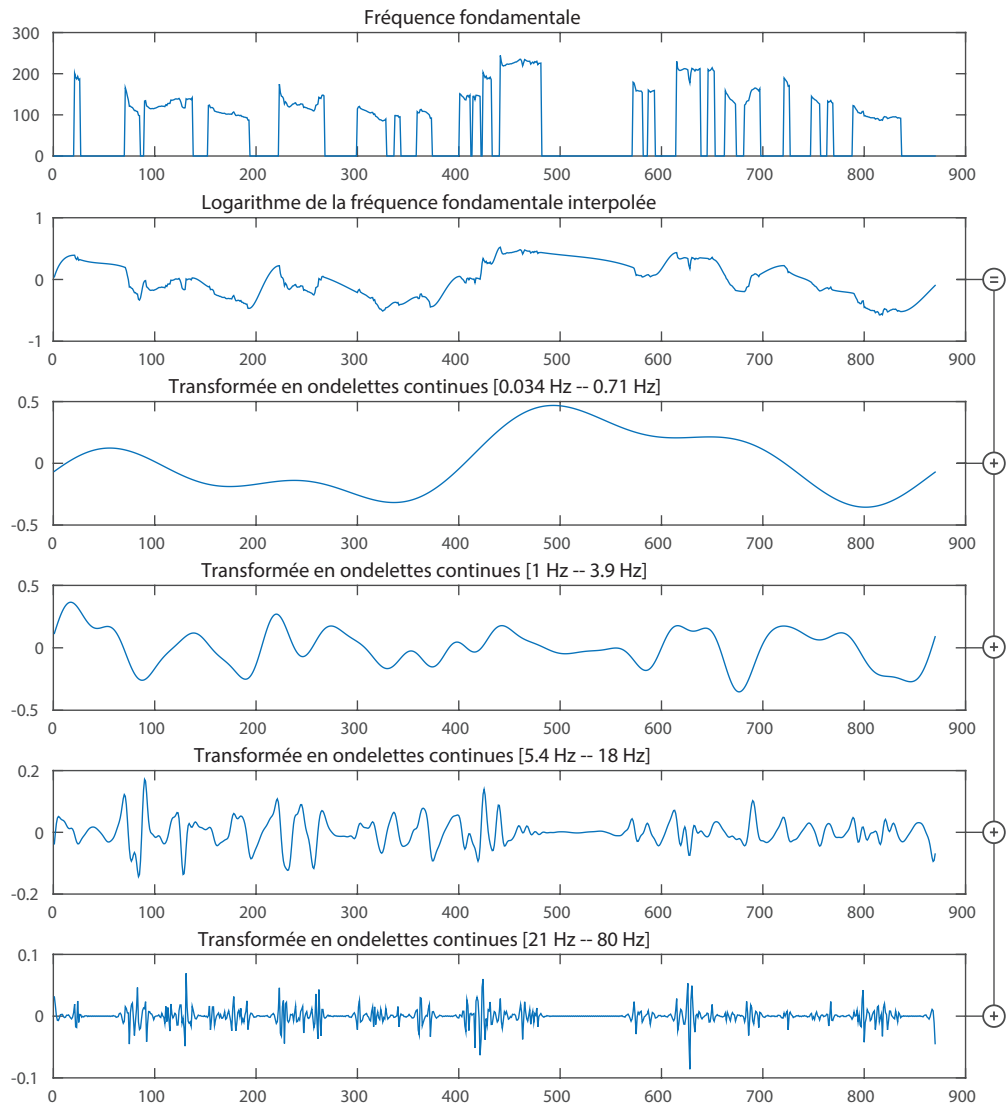 Fréquence fondamentale
300
200
100
0
0 100 200 300 400 500 600 700 800 900
Logarithme de la fréquence fondamentale interpolée
1
0
-1
0 100 200 300 400 500 600 700 800 900
=
Transformée en ondelettes continues [0.034 Hz -- 0.71 Hz]
0.5
0
-0.5
0 100 200 300 400 500 600 700 800 900
+
Transformée en ondelettes continues [1 Hz -- 3.9 Hz]
0.5
0
-0.5
0 100 200 300 400 500 600 700 800 900
+
Transformée en ondelettes continues [5.4 Hz -- 18 Hz]
0.2
0
-0.2
0 100 200 300 400 500 600 700 800 900
+
Transformée en ondelettes continues [21 Hz -- 80 Hz]
0.1
0
-0.1
0 100 200 300 400 500 600 700 800 900
+